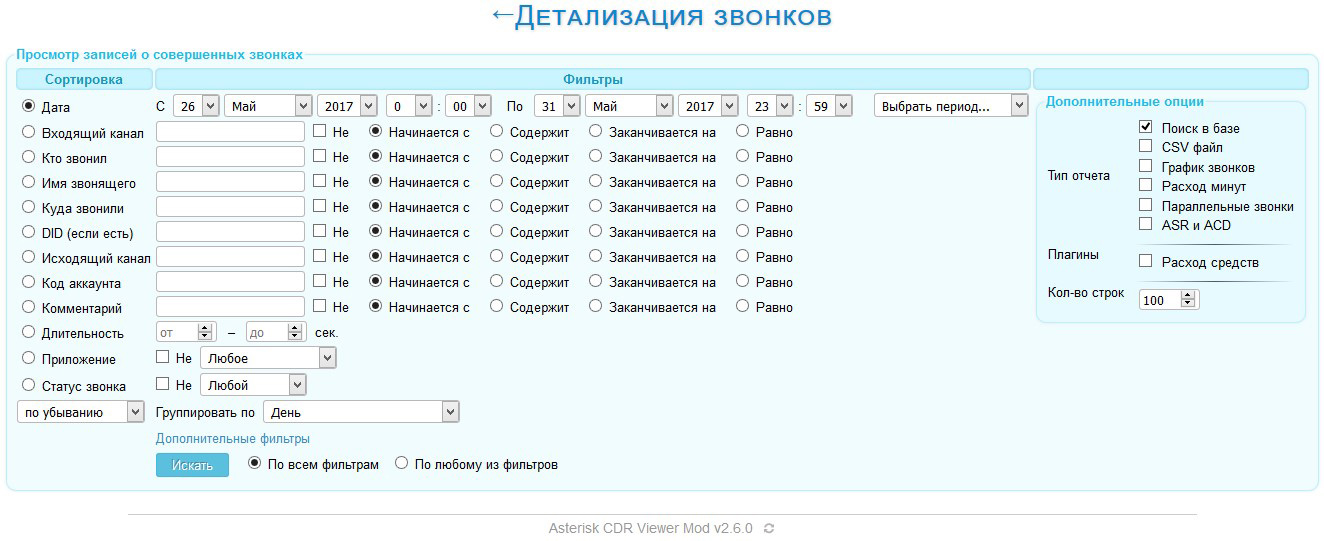 ←Детализация звонков
Просмотр записей о совершенных звонках
Сортировка Фильтры
Дата С 26 Май 2017 0 : 00 По 31 Май 2017 23 : 59 Выбрать период...
Входящий канал Не Начинается с Содержит Заканчивается на Равно
Кто звонил Не Начинается с Содержит Заканчивается на Равно
Имя звонящего Не Начинается с Содержит Заканчивается на Равно
Куда звонили Не Начинается с Содержит Заканчивается на Равно
DID (если есть) Не Начинается с Содержит Заканчивается на Равно
Исходящий канал Не Начинается с Содержит Заканчивается на Равно
Код аккаунта Не Начинается с Содержит Заканчивается на Равно
Комментарий Не Начинается с Содержит Заканчивается на Равно
Длительность от – до сек.
Приложение Не Любое
Статус звонка Не Любой
по убыванию Группировать по День
Дополнительные фильтры
Искать По всем фильтрам По любому из фильтров
Дополнительные опции
Тип отчета
Поиск в базе
CSV файл
График звонков
Расход минут
Параллельные звонки
ASR и ACD
Плагины Расход средств
Кол-во строк 100
Asterisk CDR Viewer Mod v2.6.0